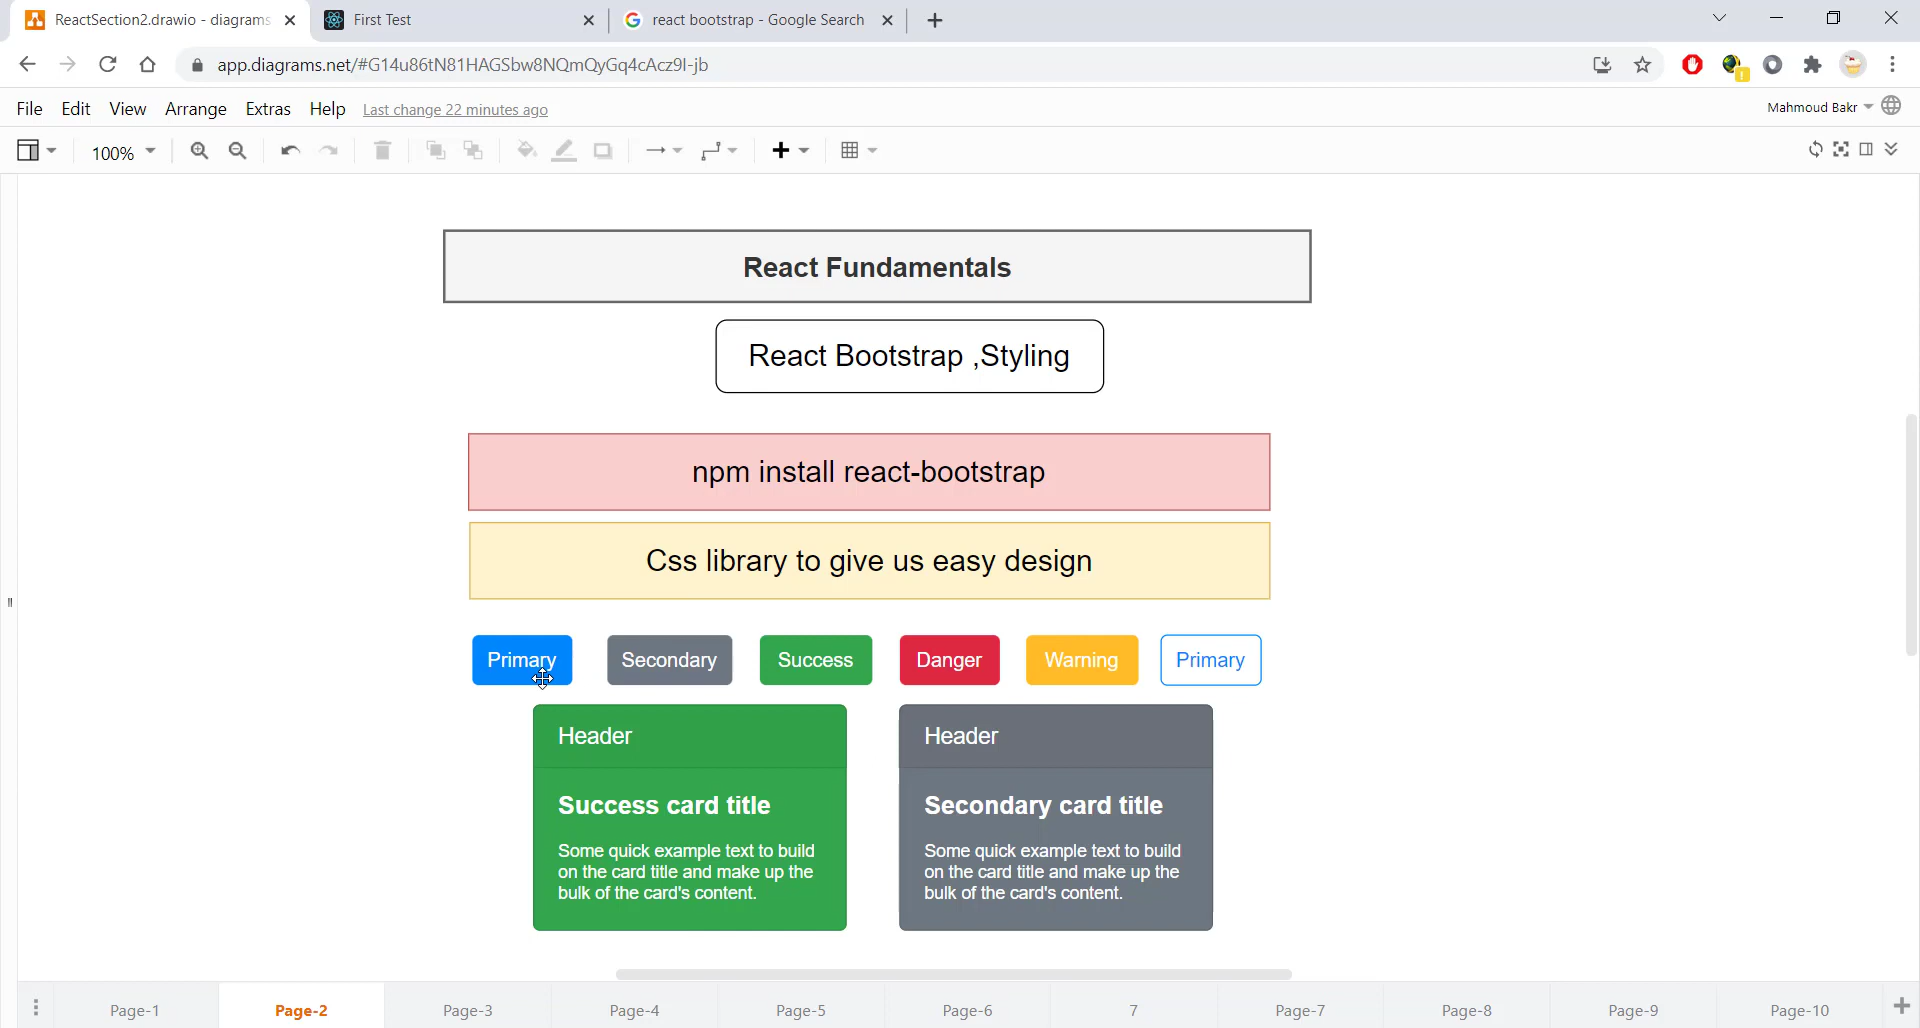 ReactSection2.drawio - diagrams
First Test
react bootstrap - Google Search
app.diagrams.net/#G14u86tN81HAGSbw8NQmQyGq4cAcz9I-jb
File Edit View Arrange Extras Help Last change 22 minutes ago
Mahmoud Bakr
100%
React Fundamentals
React Bootstrap ,Styling
npm install react-bootstrap
Css library to give us easy design
Primary Secondary Success Danger Warning Primary
Header
Success card title
Some quick example text to build
on the card title and make up the
bulk of the card's content.
Header
Secondary card title
Some quick example text to build
on the card title and make up the
bulk of the card's content.
Page-1 Page-2 Page-3 Page-4 Page-5 Page-6 7 Page-7 Page-8 Page-9 Page-10